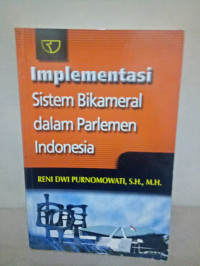 Implementasi
Sistem Bikameral
dalam Parlemen
Indonesia
RENI DWI PURNOMOWATI, S.H., M.H.